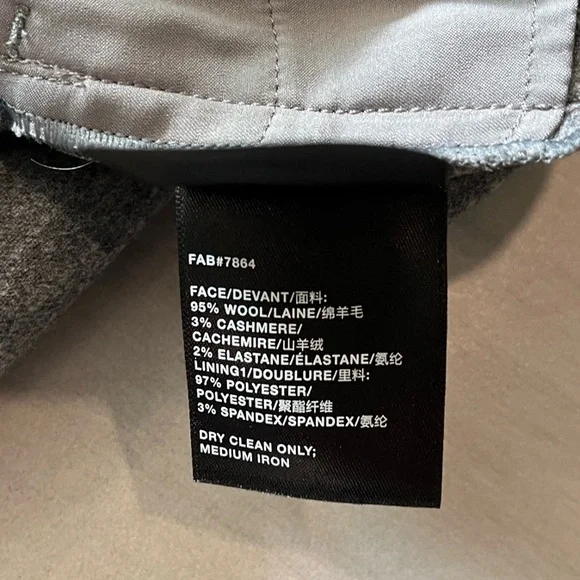 FAB#7864
FACE/DEVANT/面料:
95% WOOL/LAINE/绵羊毛
3% CASHMERE/
CACHEMIRE/山羊绒
2% ELASTANE/ÉLASTANE/氨纶
LINING1/DOUBLURE/里料:
97% POLYESTER/
POLYESTER/聚酯纤维
3% SPANDEX/SPANDEX/氨纶
DRY CLEAN ONLY;
MEDIUM IRON